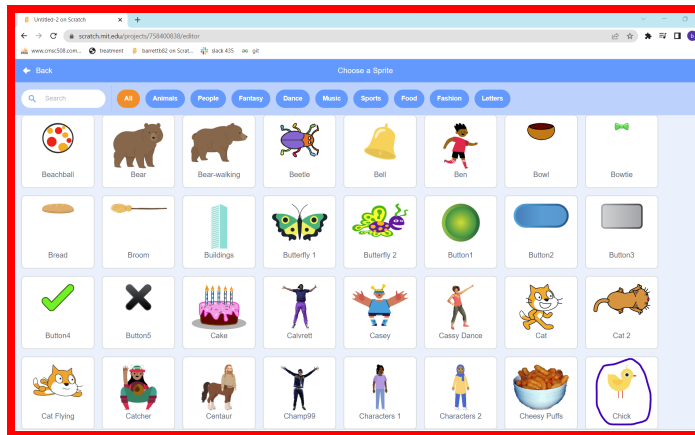 Untitled-2 on Scratch
scratch.mit.edu/projects/758400838/editor
www.cmsc508.com... treatment barrettb82 on Scrat... slack 435 git
Back Choose a Sprite
Search All Animals People Fantasy Dance Music Sports Food Fashion Letters
Beachball Bear Bear-walking Beetle Bell Ben Bowl Bowtie
Bread Broom Buildings Butterfly 1 Butterfly 2 Button1 Button2 Button3
Button4 Button5 Cake Calvrett Casey Cassy Dance Cat Cat 2
Cat Flying Catcher Centaur Champ99 Characters 1 Characters 2 Cheesy Puffs Chick